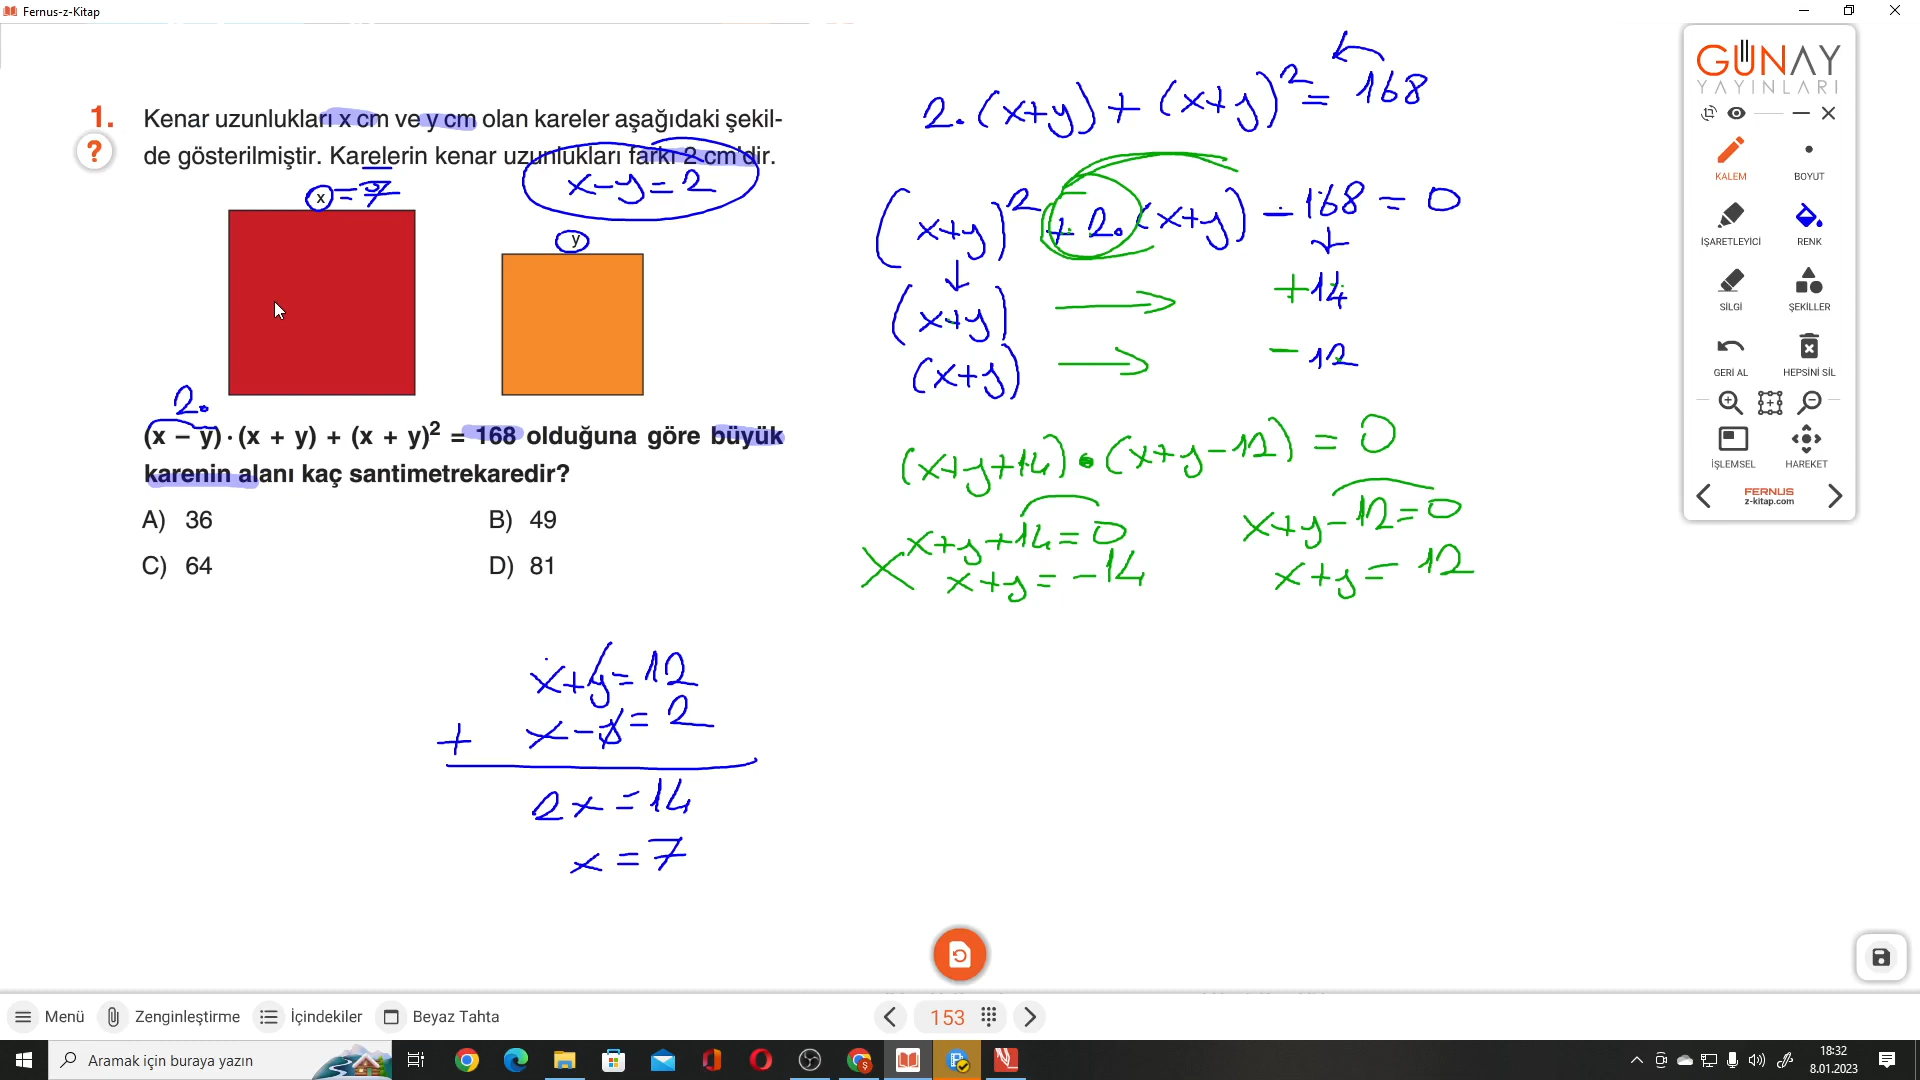 Fernus-z-Kitap
1. Kenar uzunlukları x cm ve y cm olan kareler aşağıdaki şekil-
de gösterilmiştir. Karelerin kenar uzunlukları farkı 2 cm'dir.
?
x = 7
x-y=2
y
2.
(x − y)·(x + y) + (x + y)² = 168 olduğuna göre büyük
karenin alanı kaç santimetrekaredir?
A) 36
B) 49
C) 64
D) 81
x+y=12
+ x-y=2
2x=14
x=7
2.(x+y)+(x+y)²=168
(x+y)²+2.(x+y)-168=0
(x+y) +14
(x+y) -12
(x+y+14)•(x+y-12)=0
x+y+14=0
x+y=-14
x+y-12=0
x+y=12
GÜNAY
YAYINLARI
KALEM
BOYUT
İŞARETLEYİCİ
RENK
SİLGİ
ŞEKİLLER
GERİ AL
HEPSİNİ SİL
İŞLEMSEL
HAREKET
FERNUS
z-kitap.com
Menü
Zenginleştirme
İçindekiler
Beyaz Tahta
153
Aramak için buraya yazın
18:32
8.01.2023